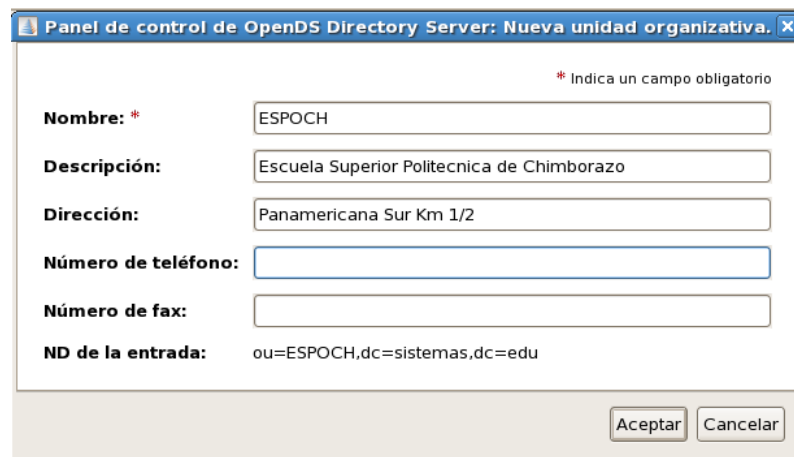 Panel de control de OpenDS Directory Server: Nueva unidad organizativa.
* Indica un campo obligatorio
Nombre: * ESPOCH
Descripción: Escuela Superior Politecnica de Chimborazo
Dirección: Panamericana Sur Km 1/2
Número de teléfono:
Número de fax:
ND de la entrada: ou=ESPOCH,dc=sistemas,dc=edu
Aceptar Cancelar